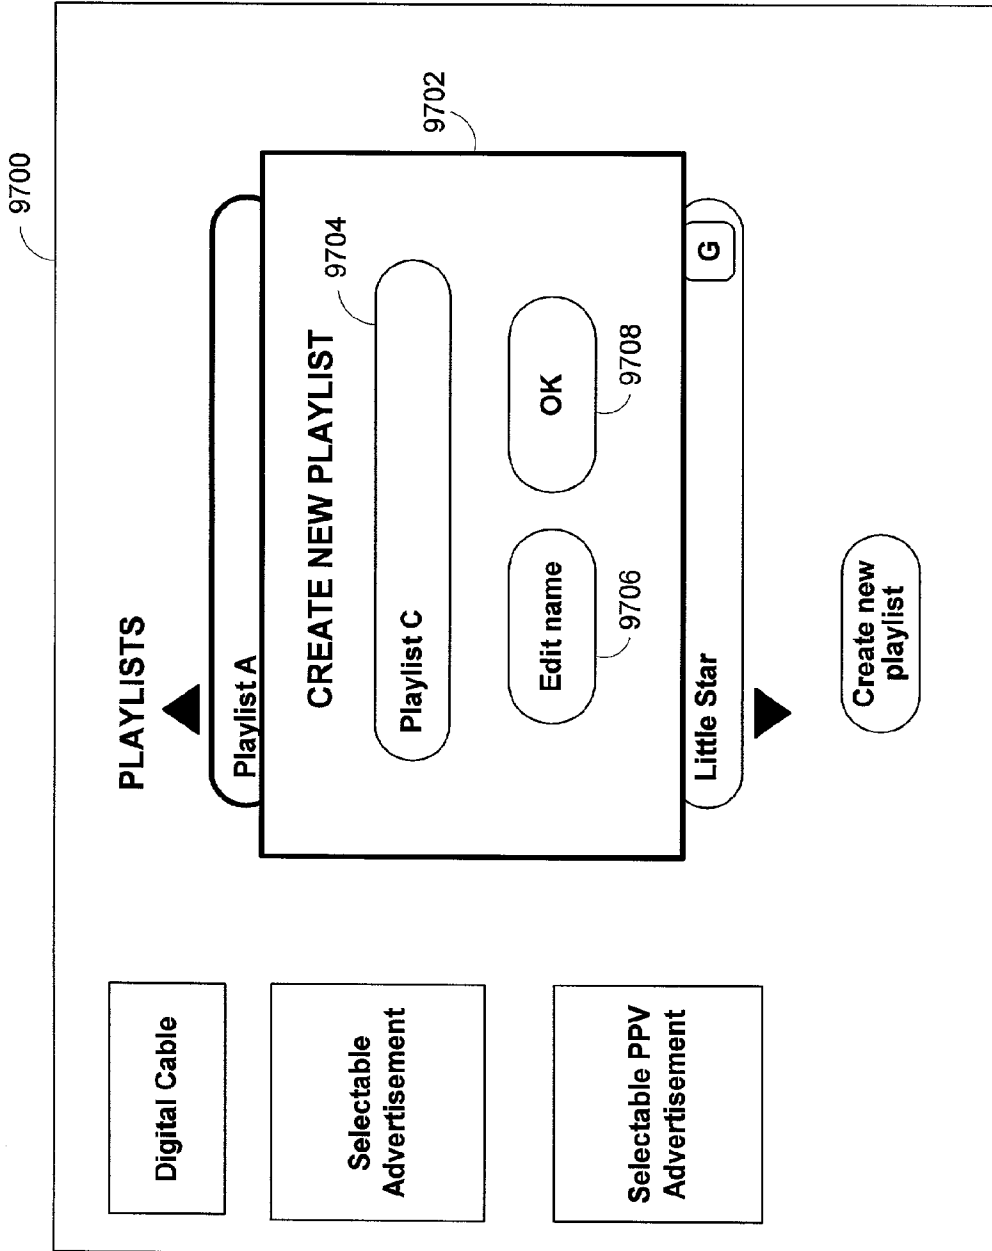 9700
Digital Cable
Selectable
Advertisement
Selectable PPV
Advertisement
PLAYLISTS
Playlist A
9702
CREATE NEW PLAYLIST
9704
Playlist C
Edit name
OK
9706
9708
Little Star
G
Create new
playlist